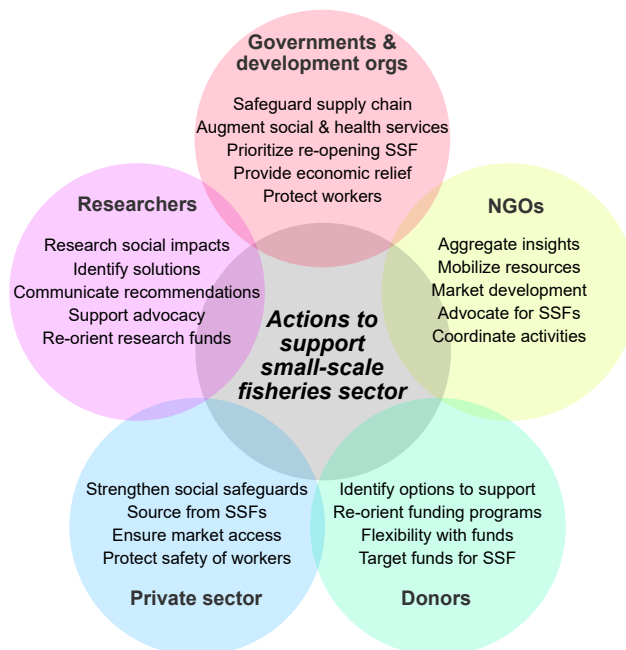 Governments &
development orgs
Safeguard supply chain
Augment social & health services
Prioritize re-opening SSF
Provide economic relief
Protect workers
Researchers
Research social impacts
Identify solutions
Communicate recommendations
Support advocacy
Re-orient research funds
NGOs
Aggregate insights
Mobilize resources
Market development
Advocate for SSFs
Coordinate activities
Actions to
support
small-scale
fisheries sector
Strengthen social safeguards
Source from SSFs
Ensure market access
Protect safety of workers
Private sector
Identify options to support
Re-orient funding programs
Flexibility with funds
Target funds for SSF
Donors